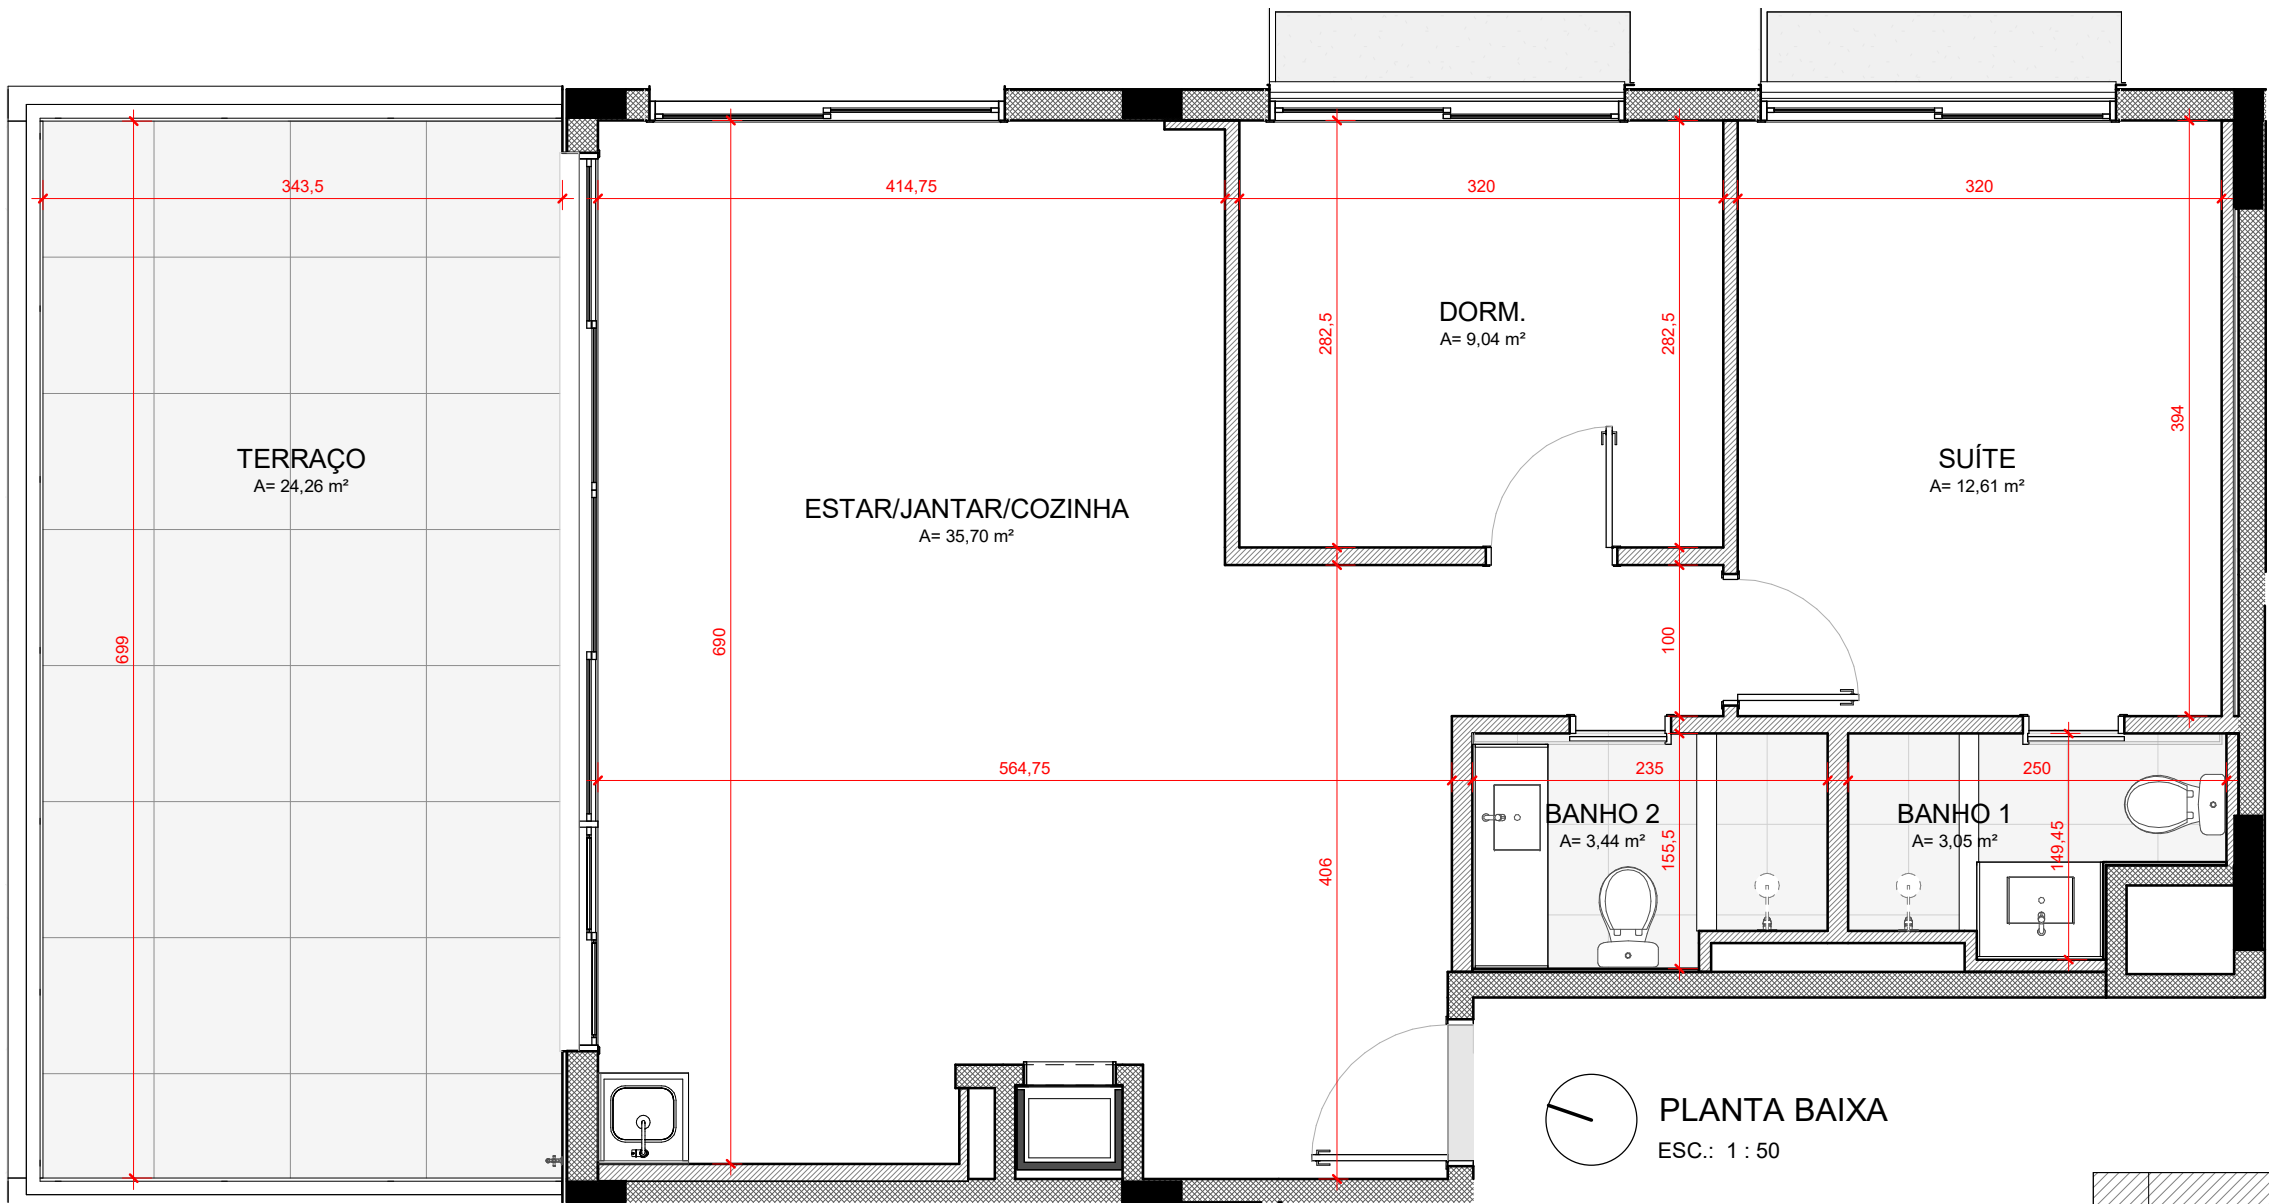 343,5
414,75
320
320
DORM.
A= 9,04 m²
282,5
282,5
394
TERRAÇO
A= 24,26 m²
SUÍTE
A= 12,61 m²
ESTAR/JANTAR/COZINHA
A= 35,70 m²
699
690
100
564,75
235
250
BANHO 2
A= 3,44 m²
BANHO 1
A= 3,05 m²
155,5
149,45
406
PLANTA BAIXA
ESC.: 1 : 50